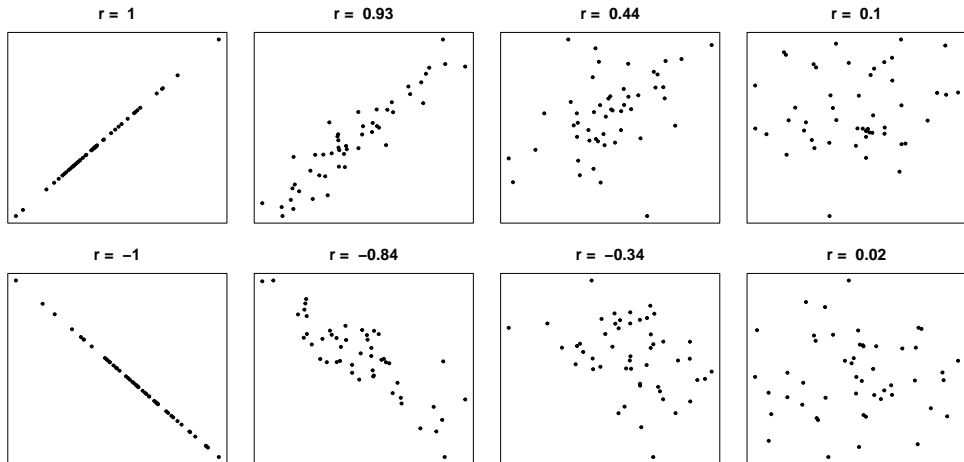 r = 1
r = 0.93
r = 0.44
r = 0.1
r = −1
r = −0.84
r = −0.34
r = 0.02